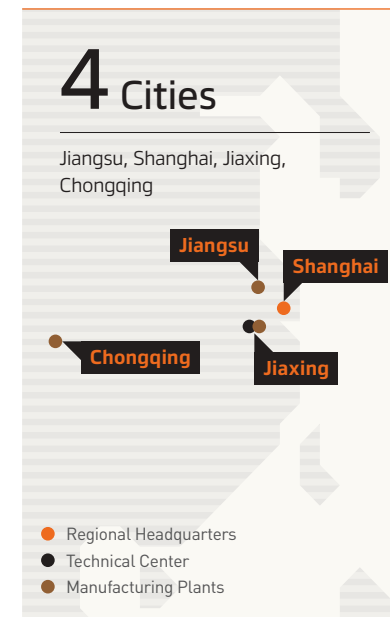 4 Cities
Jiangsu, Shanghai, Jiaxing,
Chongqing
Jiangsu
Shanghai
Chongqing
Jiaxing
Regional Headquarters
Technical Center
Manufacturing Plants